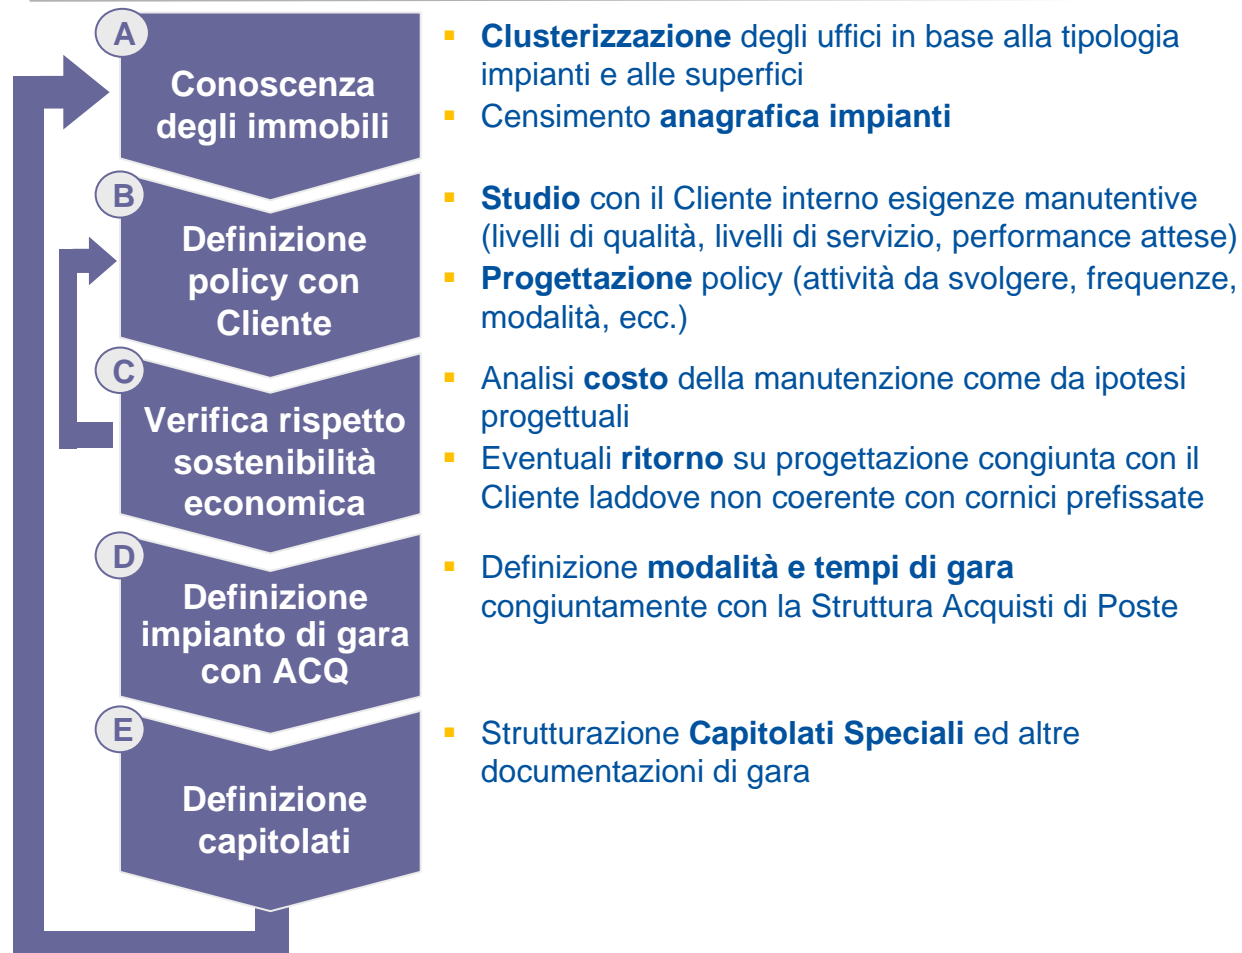 A
Conoscenza
degli immobili
Clusterizzazione degli uffici in base alla tipologia
impianti e alle superfici
Censimento anagrafica impianti
B
Definizione
policy con
Cliente
Studio con il Cliente interno esigenze manutentive
(livelli di qualità, livelli di servizio, performance attese)
Progettazione policy (attività da svolgere, frequenze,
modalità, ecc.)
C
Verifica rispetto
sostenibilità
economica
Analisi costo della manutenzione come da ipotesi
progettuali
Eventuali ritorno su progettazione congiunta con il
Cliente laddove non coerente con cornici prefissate
D
Definizione
impianto di gara
con ACQ
Definizione modalità e tempi di gara
congiuntamente con la Struttura Acquisti di Poste
E
Definizione
capitolati
Strutturazione Capitolati Speciali ed altre
documentazioni di gara